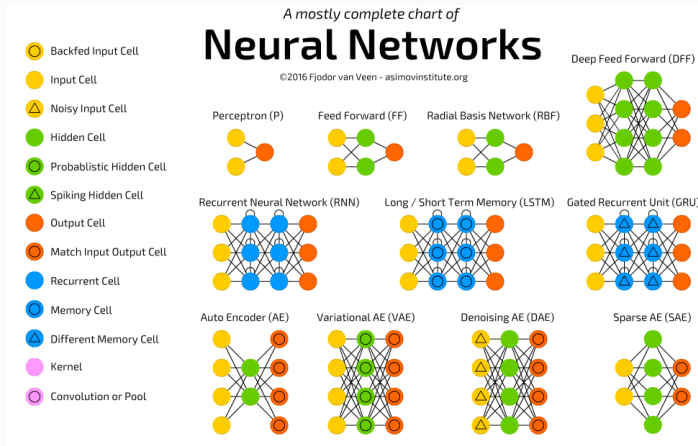 A mostly complete chart of
Neural Networks
©2016 Fjodor van Veen - asimovinstitute.org
Backfed Input Cell
Input Cell
Noisy Input Cell
Hidden Cell
Probablistic Hidden Cell
Spiking Hidden Cell
Output Cell
Match Input Output Cell
Recurrent Cell
Memory Cell
Different Memory Cell
Kernel
Convolution or Pool
Perceptron (P)
Feed Forward (FF)
Radial Basis Network (RBF)
Deep Feed Forward (DFF)
Recurrent Neural Network (RNN)
Long / Short Term Memory (LSTM)
Gated Recurrent Unit (GRU)
Auto Encoder (AE)
Variational AE (VAE)
Denoising AE (DAE)
Sparse AE (SAE)